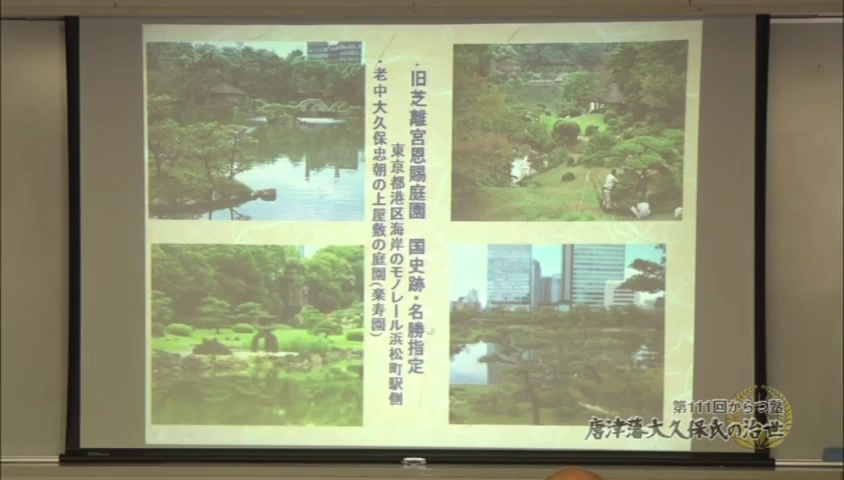 ・旧芝離宮恩賜庭園　国史跡・名勝指定
東京都港区海岸のモノレール浜松町駅側
・老中大久保忠朝の上屋敷の庭園(楽寿園)
第111回からつ塾
唐津藩大久保氏の治世